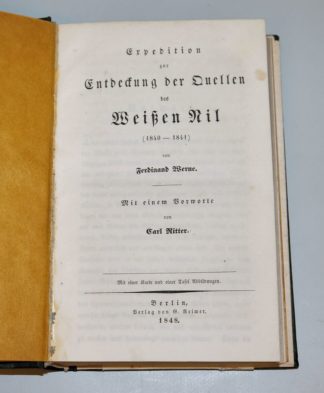 Expedition
zur
Entdeckung der Quellen
des
Weißen Nil
(1840 — 1841)
von
Ferdinand Werne.
Mit einem Vorworte
von
Carl Ritter.
Mit einer Karte und einer Tafel Abbildungen.
Berlin,
Verlag von G. Reimer.
1848.